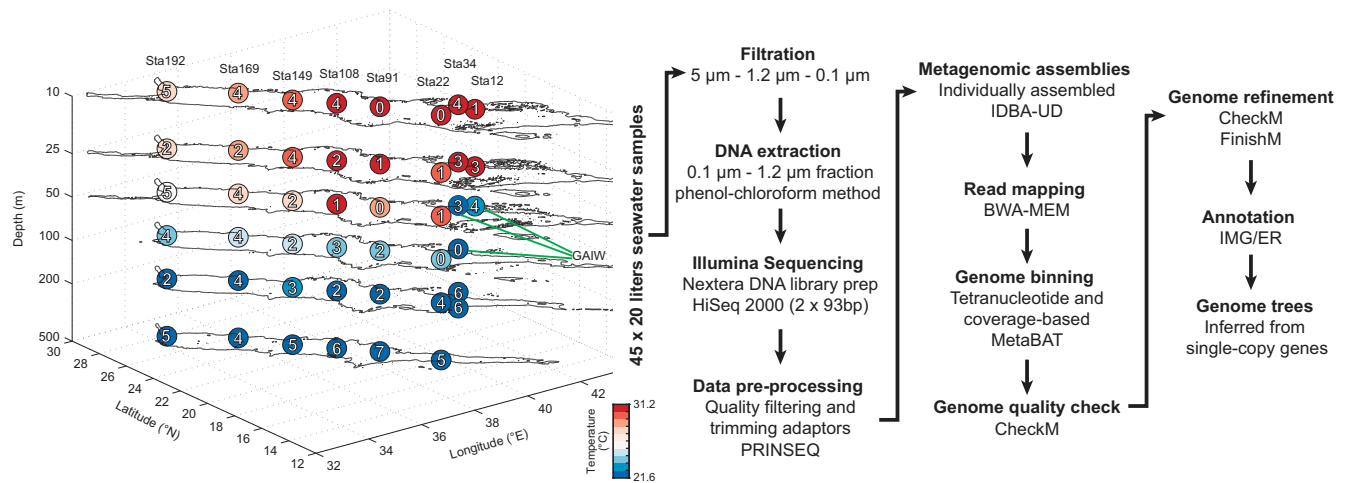 Sta192
Sta169
Sta149
Sta108
Sta91
Sta34
Sta22
Sta12
10
5
4
4
4
0
0
4
1
25
2
2
4
2
1
1
3
3
50
5
4
2
1
0
1
3
4
100
4
4
2
3
2
0
0
GAIW
200
2
4
3
2
2
4
6
6
500
5
4
5
6
7
5
Depth (m)
30
28
26
24
22
20
18
16
14
12
Latitude (°N)
32
34
36
38
40
42
Longitude (°E)
Temperature
(°C)
31.2
21.6
45 x 20 liters seawater samples
Filtration
5 µm - 1.2 µm - 0.1 µm
DNA extraction
0.1 µm - 1.2 µm fraction
phenol-chloroform method
Illumina Sequencing
Nextera DNA library prep
HiSeq 2000 (2 x 93bp)
Data pre-processing
Quality filtering and
trimming adaptors
PRINSEQ
Metagenomic assemblies
Individually assembled
IDBA-UD
Read mapping
BWA-MEM
Genome binning
Tetranucleotide and
coverage-based
MetaBAT
Genome quality check
CheckM
Genome refinement
CheckM
FinishM
Annotation
IMG/ER
Genome trees
Inferred from
single-copy genes